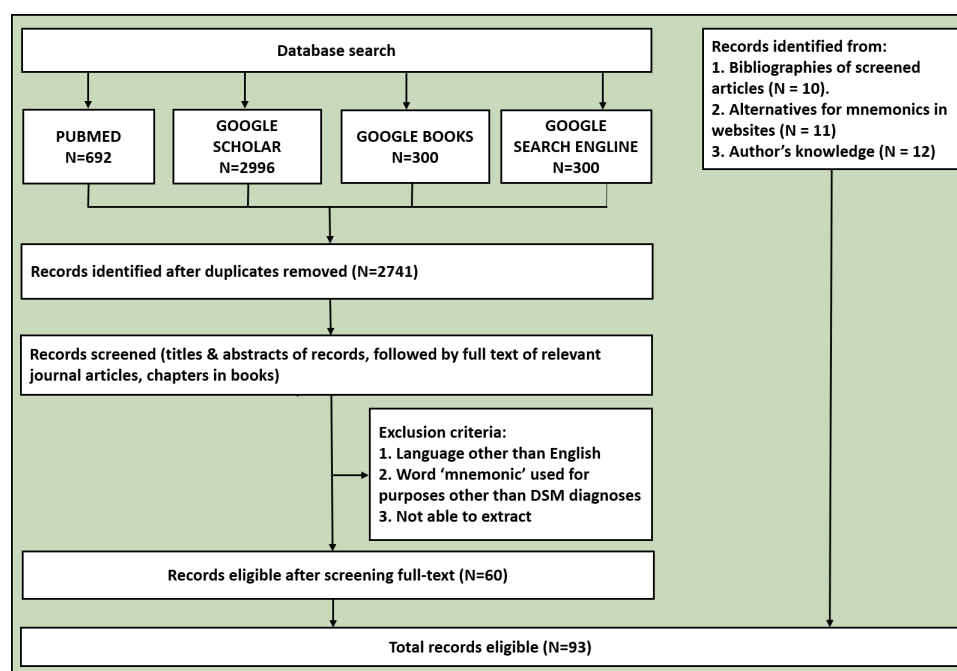 Database search
PUBMED
N=692
GOOGLE
SCHOLAR
N=2996
GOOGLE BOOKS
N=300
GOOGLE
SEARCH ENGLINE
N=300
Records identified from:
1. Bibliographies of screened
articles (N = 10).
2. Alternatives for mnemonics in
websites (N = 11)
3. Author’s knowledge (N = 12)
Records identified after duplicates removed (N=2741)
Records screened (titles & abstracts of records, followed by full text of relevant
journal articles, chapters in books)
Exclusion criteria:
1. Language other than English
2. Word ‘mnemonic’ used for
purposes other than DSM diagnoses
3. Not able to extract
Records eligible after screening full-text (N=60)
Total records eligible (N=93)